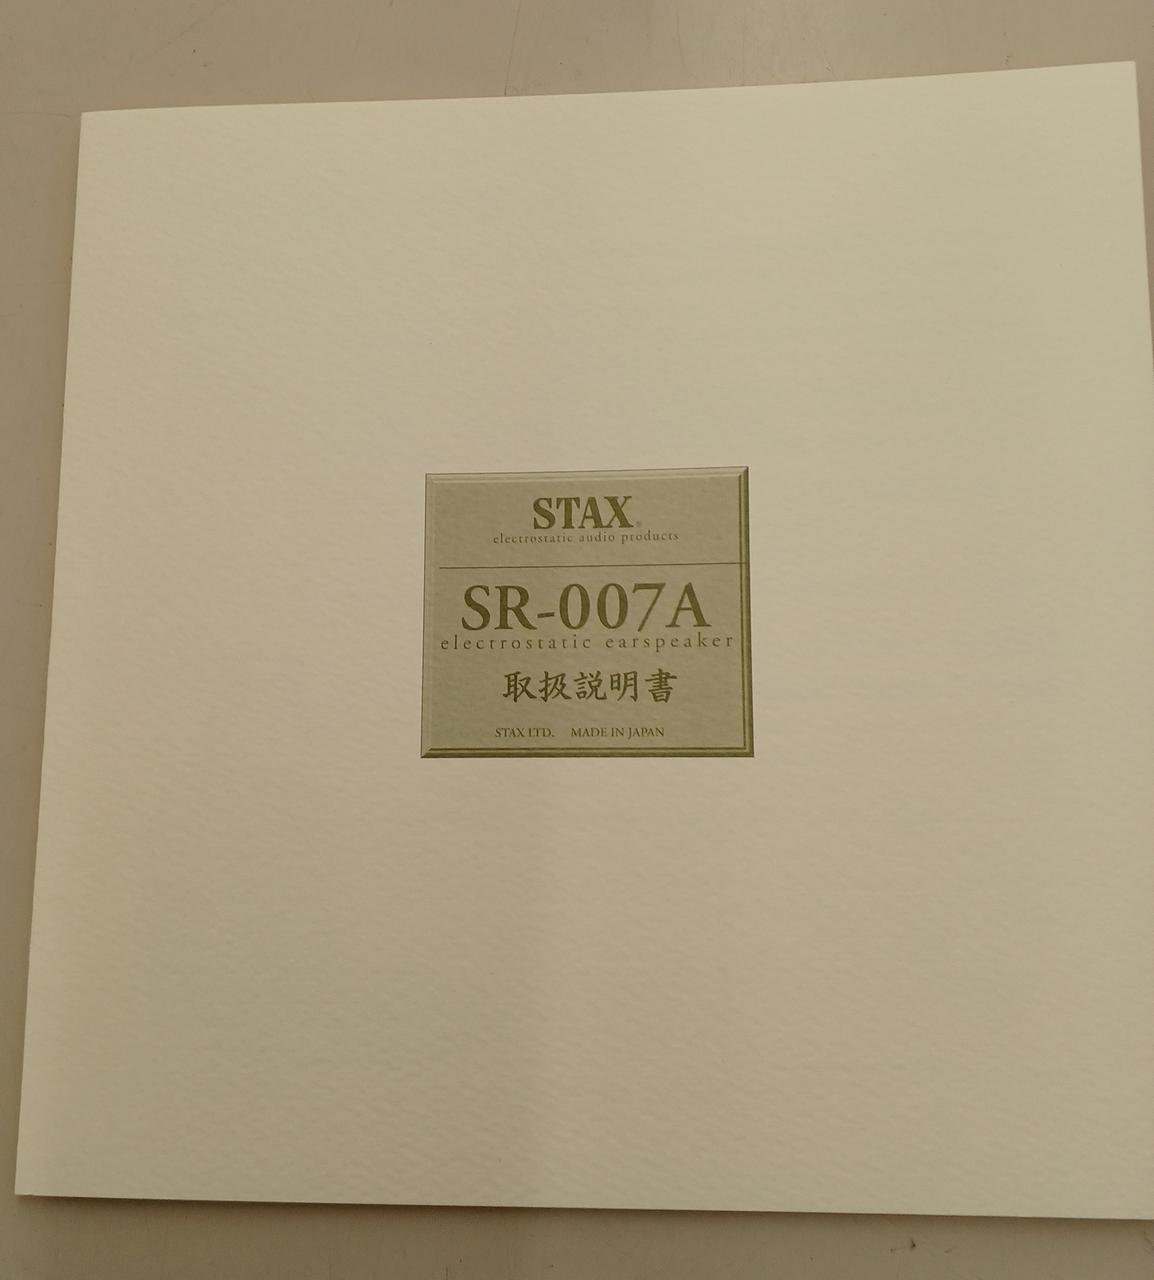 STAX®
electrostatic audio products
SR-007A
electrostatic earspeaker
取扱説明書
STAX LTD. MADE IN JAPAN